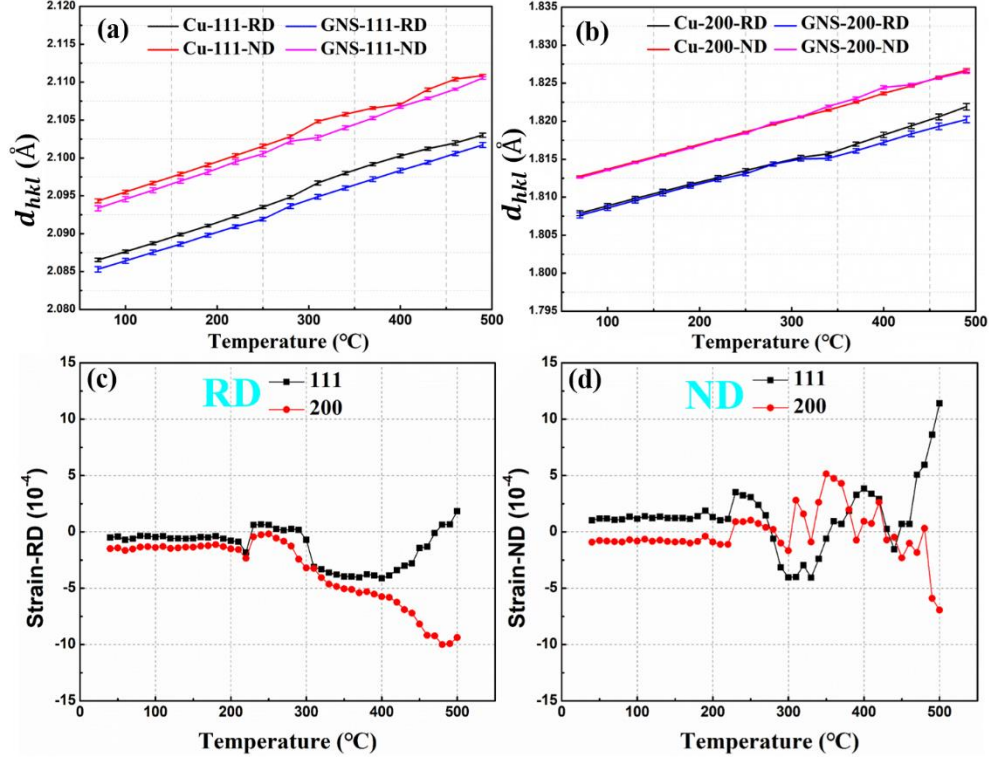 (a)
Cu-111-RD GNS-111-RD
Cu-111-ND GNS-111-ND
2.120
2.115
2.110
2.105
2.100
2.095
2.090
2.085
2.080
d_hkl (Å)
100 200 300 400 500
Temperature (℃)
(b)
Cu-200-RD GNS-200-RD
Cu-200-ND GNS-200-ND
1.835
1.830
1.825
1.820
1.815
1.810
1.805
1.800
1.795
d_hkl (Å)
100 200 300 400 500
Temperature (℃)
(c)
RD
111
200
15
10
5
0
-5
-10
-15
Strain-RD (10⁻⁴)
0 100 200 300 400 500
Temperature (℃)
(d)
ND
111
200
15
10
5
0
-5
-10
-15
Strain-ND (10⁻⁴)
0 100 200 300 400 500
Temperature (℃)